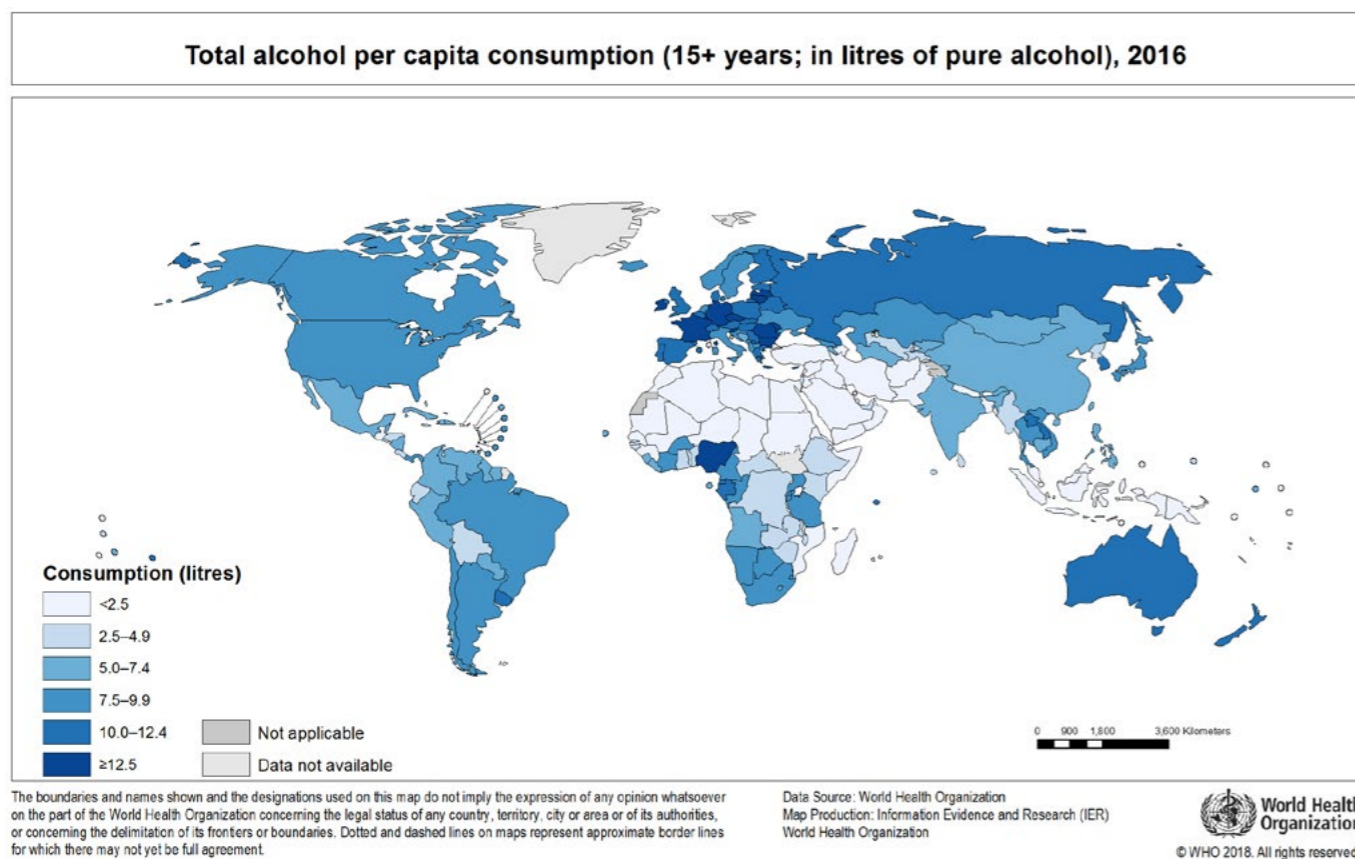 Total alcohol per capita consumption (15+ years; in litres of pure alcohol), 2016
Consumption (litres)
<2.5
2.5–4.9
5.0–7.4
7.5–9.9
10.0–12.4
≥12.5
Not applicable
Data not available
0 900 1,800 3,600 Kilometers
The boundaries and names shown and the designations used on this map do not imply the expression of any opinion whatsoever
on the part of the World Health Organization concerning the legal status of any country, territory, city or area or of its authorities,
or concerning the delimitation of its frontiers or boundaries. Dotted and dashed lines on maps represent approximate border lines
for which there may not yet be full agreement.
Data Source: World Health Organization
Map Production: Information Evidence and Research (IER)
World Health Organization
World Health
Organization
© WHO 2018. All rights reserved